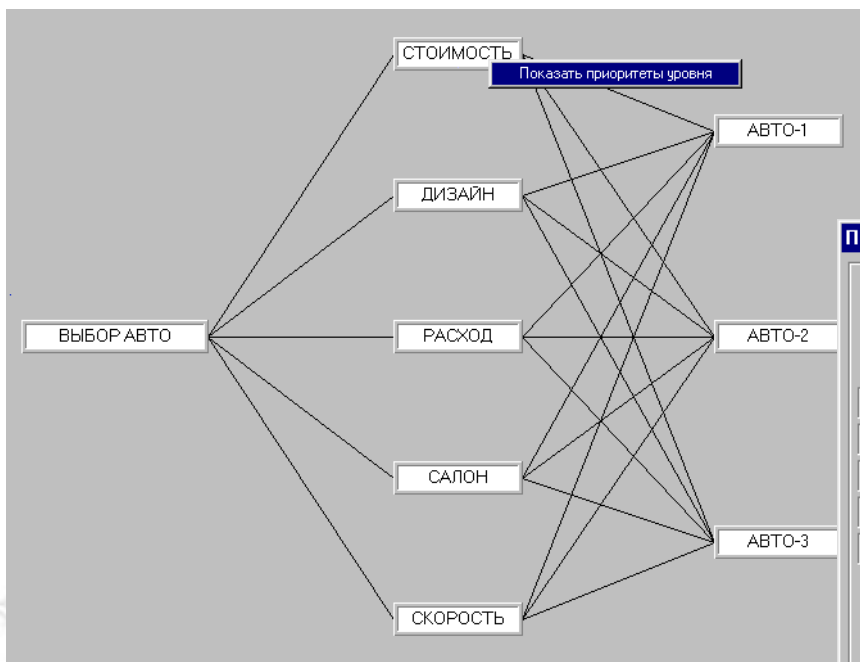 СТОИМОСТЬ
Показать приоритеты уровня
АВТО-1
ДИЗАЙН
П
ВЫБОР АВТО
РАСХОД
АВТО-2
САЛОН
АВТО-3
СКОРОСТЬ